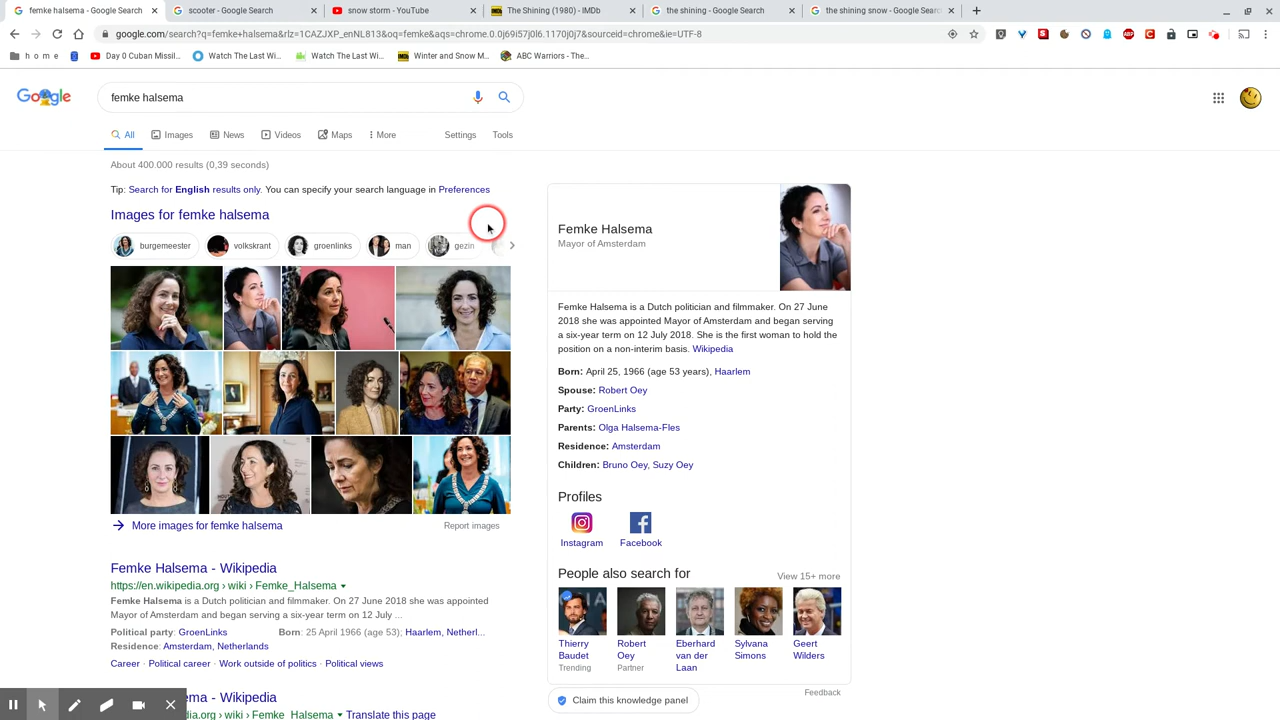 femke halsema - Google Search
scooter - Google Search
snow storm - YouTube
The Shining (1980) - IMDb
the shining - Google Search
the shining snow - Google Search
google.com/search?q=femke+halsema&rlz=1CAZJXP_enNL813&oq=femke&aqs=chrome.0.0j69i57j0l6.1170j0j7&sourceid=chrome&ie=UTF-8
h o m e
Day 0 Cuban Missil...
Watch The Last Wi...
Watch The Last Wi...
Winter and Snow M...
ABC Warriors - The...
Google
femke halsema
All
Images
News
Videos
Maps
More
Settings
Tools
About 400.000 results (0,39 seconds)
Tip: Search for English results only. You can specify your search language in Preferences
Images for femke halsema
burgemeester
volkskrant
groenlinks
man
gezin
More images for femke halsema
Report images
Femke Halsema - Wikipedia
https://en.wikipedia.org › wiki › Femke_Halsema
Femke Halsema is a Dutch politician and filmmaker. On 27 June 2018 she was appointed
Mayor of Amsterdam and began serving a six-year term on 12 July ...
Political party: GroenLinks
Born: 25 April 1966 (age 53); Haarlem, Netherl...
Residence: Amsterdam, Netherlands
Career · Political career · Work outside of politics · Political views
ema - Wikipedia
dia.org › wiki › Femke_Halsema
Translate this page
Femke Halsema
Mayor of Amsterdam
Femke Halsema is a Dutch politician and filmmaker. On 27 June
2018 she was appointed Mayor of Amsterdam and began serving
a six-year term on 12 July 2018. She is the first woman to hold the
position on a non-interim basis. Wikipedia
Born: April 25, 1966 (age 53 years), Haarlem
Spouse: Robert Oey
Party: GroenLinks
Parents: Olga Halsema-Fles
Residence: Amsterdam
Children: Bruno Oey, Suzy Oey
Profiles
Instagram
Facebook
People also search for
View 15+ more
Thierry
Baudet
Trending
Robert
Oey
Partner
Eberhard
van der
Laan
Sylvana
Simons
Geert
Wilders
Claim this knowledge panel
Feedback